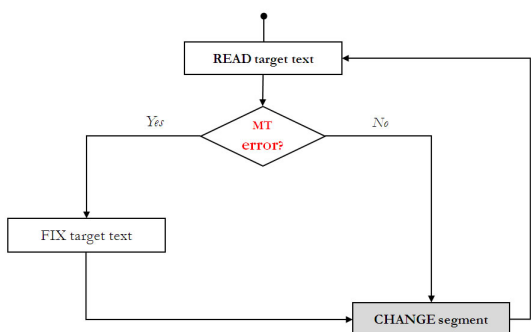 READ target text
Yes
MT
error?
No
FIX target text
CHANGE segment